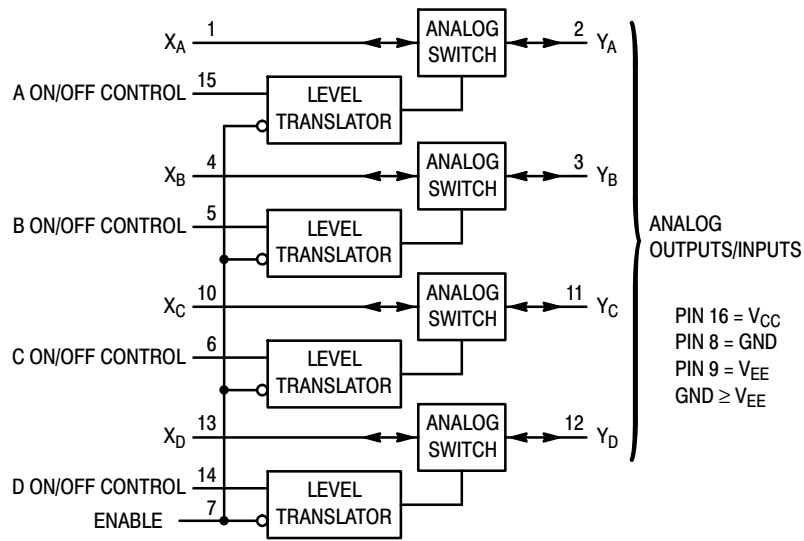 X_A 1 ANALOG SWITCH 2 Y_A
A ON/OFF CONTROL 15 LEVEL TRANSLATOR
X_B 4 ANALOG SWITCH 3 Y_B
B ON/OFF CONTROL 5 LEVEL TRANSLATOR
ANALOG
OUTPUTS/INPUTS
X_C 10 ANALOG SWITCH 11 Y_C
C ON/OFF CONTROL 6 LEVEL TRANSLATOR
PIN 16 = V_CC
PIN 8 = GND
PIN 9 = V_EE
GND ≥ V_EE
X_D 13 ANALOG SWITCH 12 Y_D
D ON/OFF CONTROL 14 LEVEL TRANSLATOR
ENABLE 7